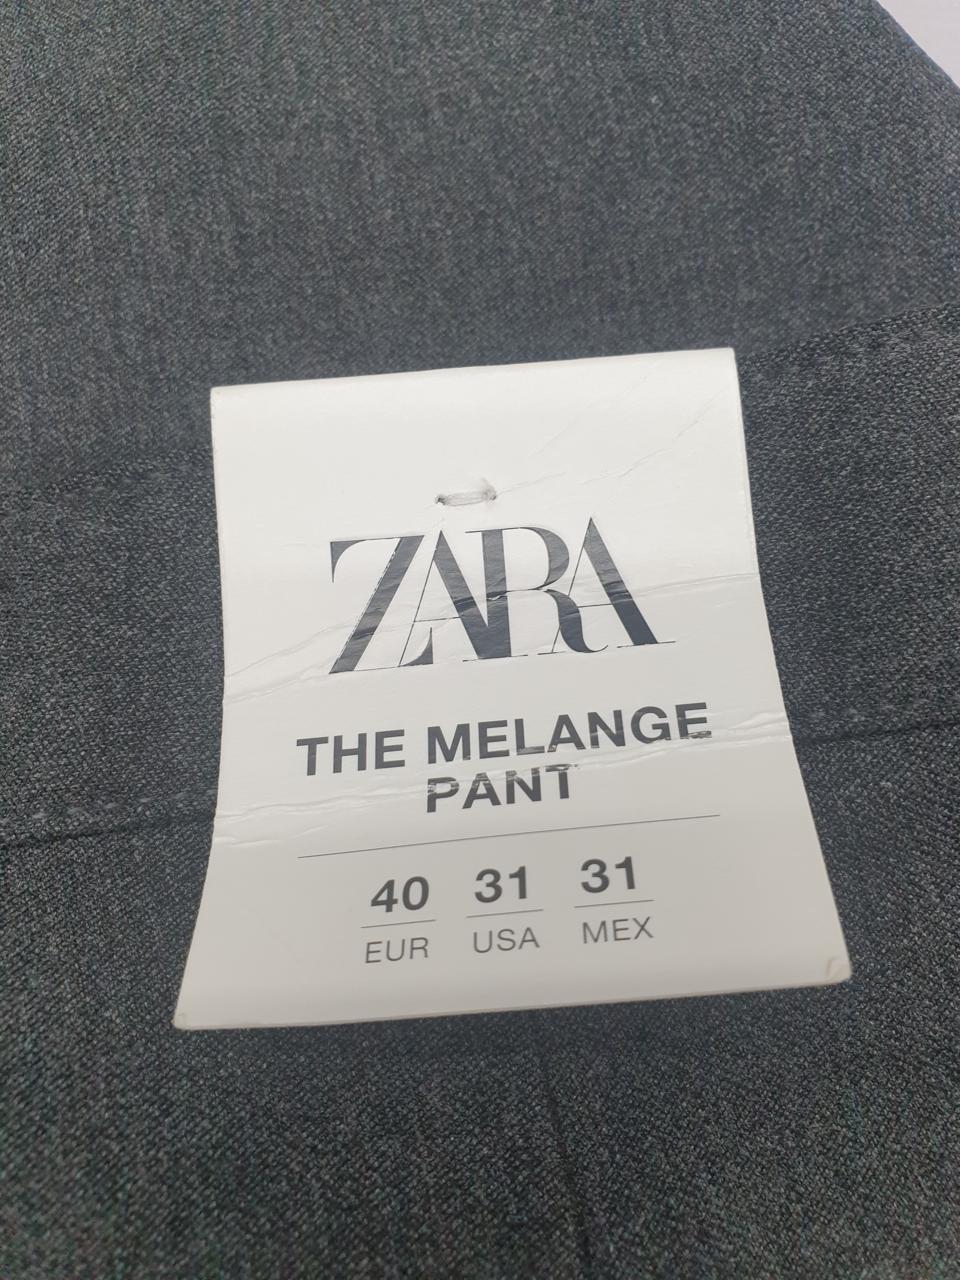 ZARA
THE MELANGE
PANT
40 31 31
EUR USA MEX